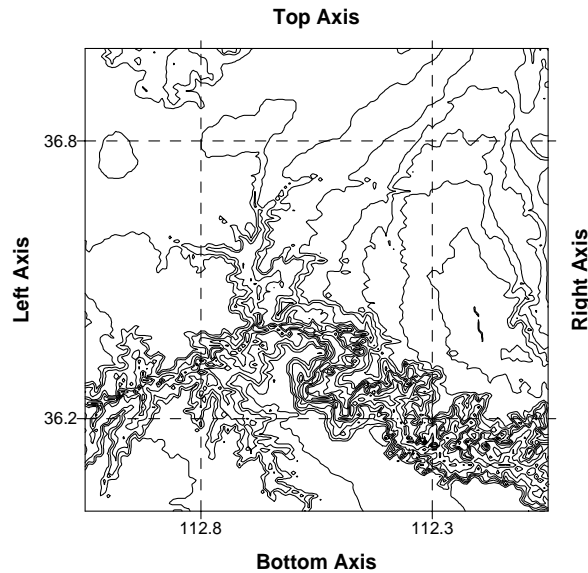 Top Axis
36.8
Left Axis
Right Axis
36.2
112.8 112.3
Bottom Axis